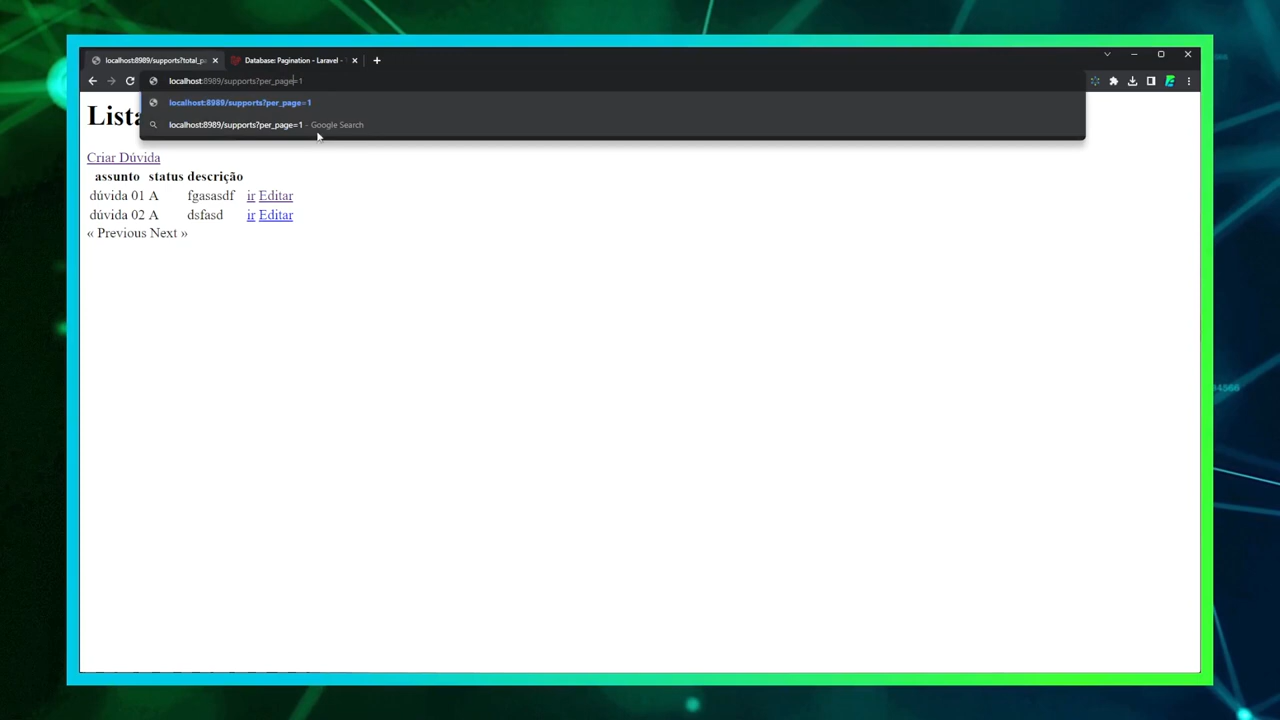 localhost:8989/supports?total_p
Database: Pagination - Laravel -
localhost:8989/supports?per_page=1
localhost:8989/supports?per_page=1
localhost:8989/supports?per_page=1 - Google Search
Lista
Criar Dúvida
assunto status descrição
dúvida 01 A fgasasdf ir Editar
dúvida 02 A dsfasd ir Editar
« Previous Next »